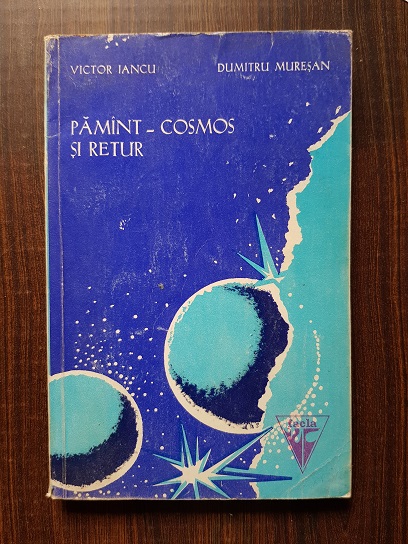 VICTOR IANCU
DUMITRU MUREȘAN
PĂMÎNT – COSMOS
ȘI RETUR
facla